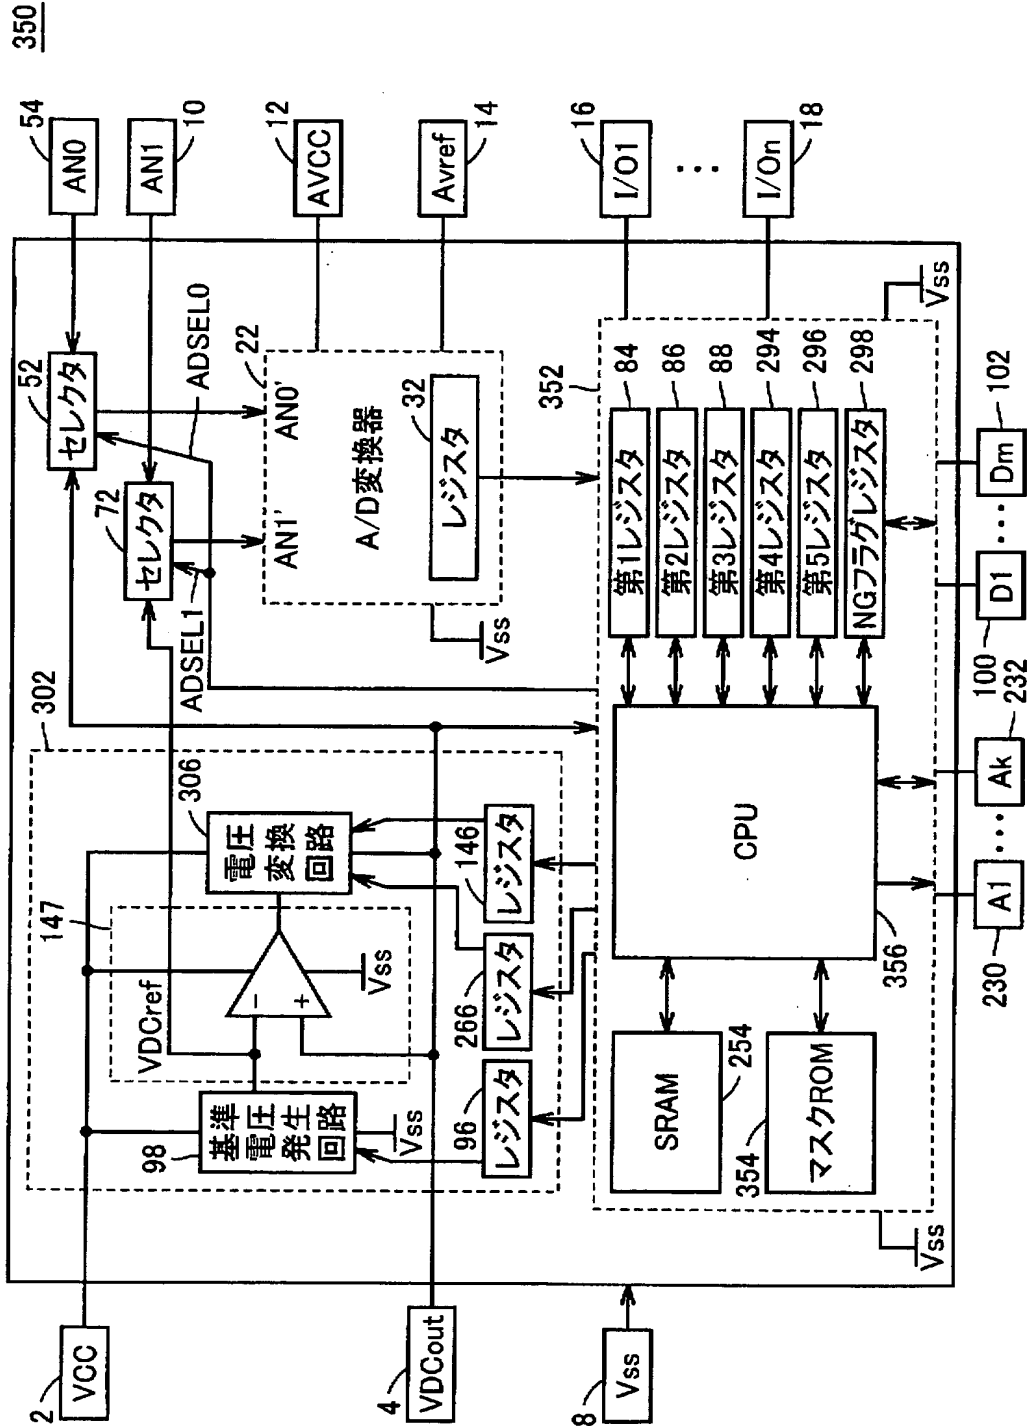 350
VCC
2
VDCout
4
Vss
8
302
147
VDCref
98
基準
電圧
発生
回路
Vss
−
+
Vss
306
電圧
変換
回路
96
レジスタ
266
レジスタ
146
レジスタ
52
セレクタ
72
セレクタ
ADSEL0
ADSEL1
AN0
54
AN1
10
22
AN1'
AN0'
A/D変換器
32
レジスタ
Vss
AVCC
12
Avref
14
I/O1
16
I/On
18
352
SRAM
254
マスクROM
354
CPU
356
第1レジスタ
84
第2レジスタ
86
第3レジスタ
88
第4レジスタ
294
第5レジスタ
296
NGフラグレジスタ
298
Vss
Vss
A1
230
Ak
232
D1
100
Dm
102